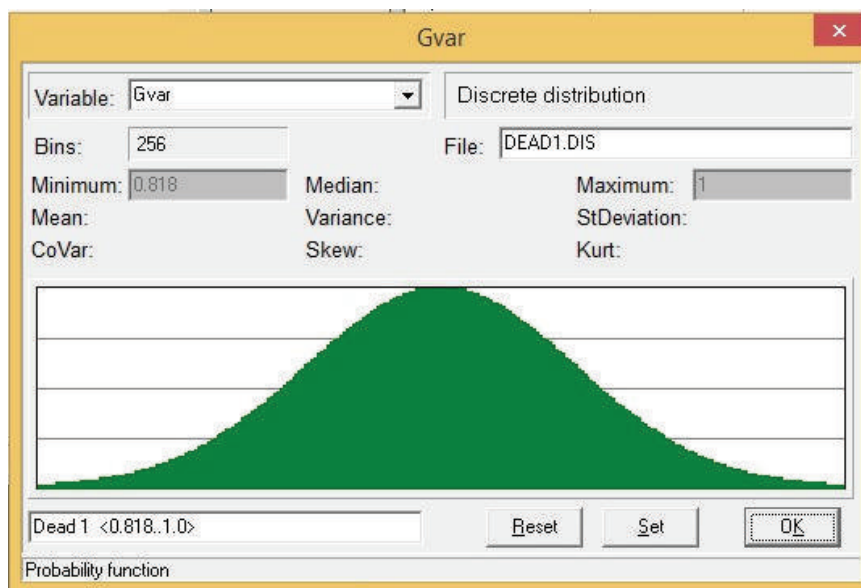 Gvar
Variable: Gvar Discrete distribution
Bins: 256 File: DEAD1.DIS
Minimum: 0.818 Median: Maximum: 1
Mean: Variance: StDeviation:
CoVar: Skew: Kurt:
Dead 1 <0.818..1.0> Reset Set OK
Probability function